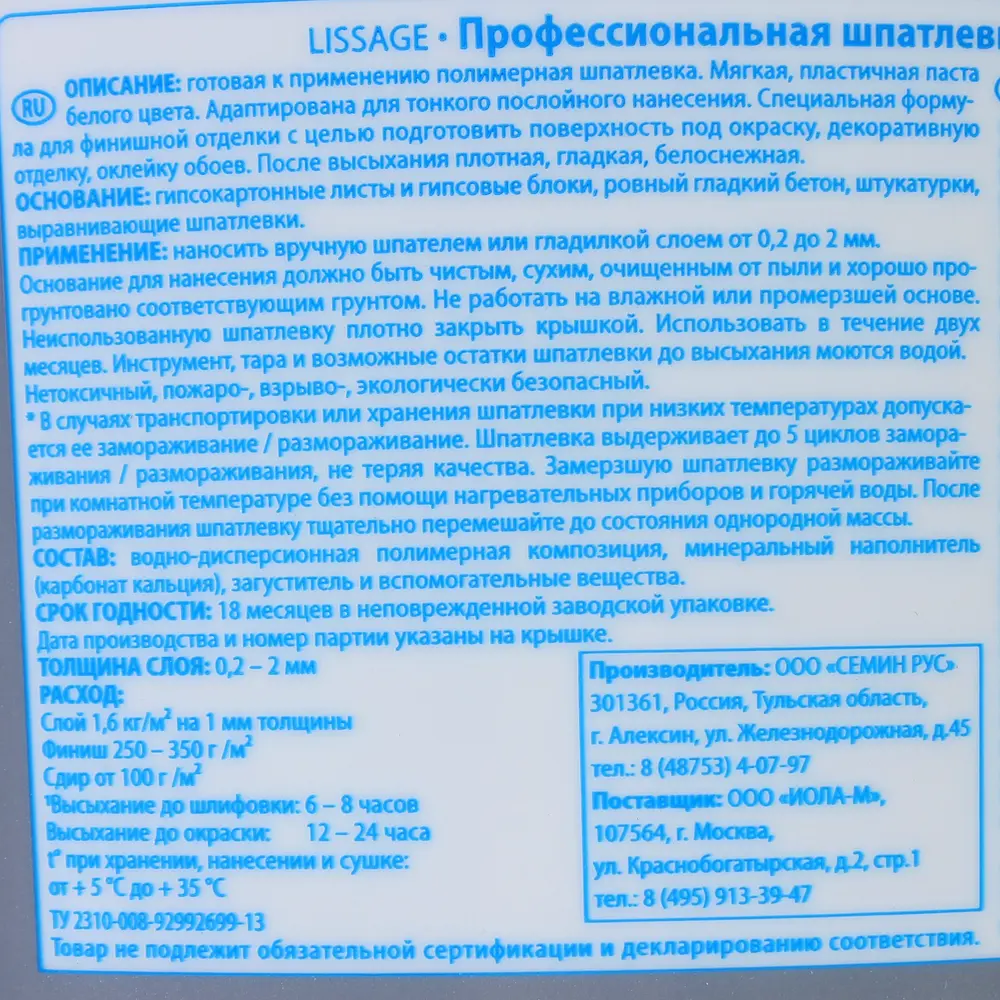 LISSAGE • Профессиональная шпатлев
RU
ОПИСАНИЕ: готовая к применению полимерная шпатлевка. Мягкая, пластичная паста
белого цвета. Адаптирована для тонкого послойного нанесения. Специальная форму-
ла для финишной отделки с целью подготовить поверхность под окраску, декоративную
отделку, оклейку обоев. После высыхания плотная, гладкая, белоснежная.
ОСНОВАНИЕ: гипсокартонные листы и гипсовые блоки, ровный гладкий бетон, штукатурки,
выравнивающие шпатлевки.
ПРИМЕНЕНИЕ: наносить вручную шпателем или гладилкой слоем от 0,2 до 2 мм.
Основание для нанесения должно быть чистым, сухим, очищенным от пыли и хорошо про-
грунтовано соответствующим грунтом. Не работать на влажной или промерзшей основе.
Неиспользованную шпатлевку плотно закрыть крышкой. Использовать в течение двух
месяцев. Инструмент, тара и возможные остатки шпатлевки до высыхания моются водой.
Нетоксичный, пожаро-, взрыво-, экологически безопасный.
* В случаях транспортировки или хранения шпатлевки при низких температурах допуска-
ется ее замораживание / размораживание. Шпатлевка выдерживает до 5 циклов замора-
живания / размораживания, не теряя качества. Замерзшую шпатлевку размораживайте
при комнатной температуре без помощи нагревательных приборов и горячей воды. После
размораживания шпатлевку тщательно перемешайте до состояния однородной массы.
СОСТАВ: водно-дисперсионная полимерная композиция, минеральный наполнитель
(карбонат кальция), загуститель и вспомогательные вещества.
СРОК ГОДНОСТИ: 18 месяцев в неповрежденной заводской упаковке.
Дата производства и номер партии указаны на крышке.
ТОЛЩИНА СЛОЯ: 0,2 – 2 мм
РАСХОД:
Слой 1,6 кг/м² на 1 мм толщины
Финиш 250 – 350 г /м²
Сдир от 100 г /м²
¹Высыхание до шлифовки: 6 – 8 часов
Высыхание до окраски: 12 – 24 часа
t° при хранении, нанесении и сушке:
от + 5 °C до + 35 °C
ТУ 2310-008-92992699-13
Производитель: ООО «СЕМИН РУС»
301361, Россия, Тульская область,
г. Алексин, ул. Железнодорожная, д.45
тел.: 8 (48753) 4-07-97
Поставщик: ООО «ИОЛА-М»,
107564, г. Москва,
ул. Краснобогатырская, д.2, стр.1
тел.: 8 (495) 913-39-47
Товар не подлежит обязательной сертификации и декларированию соответствия.